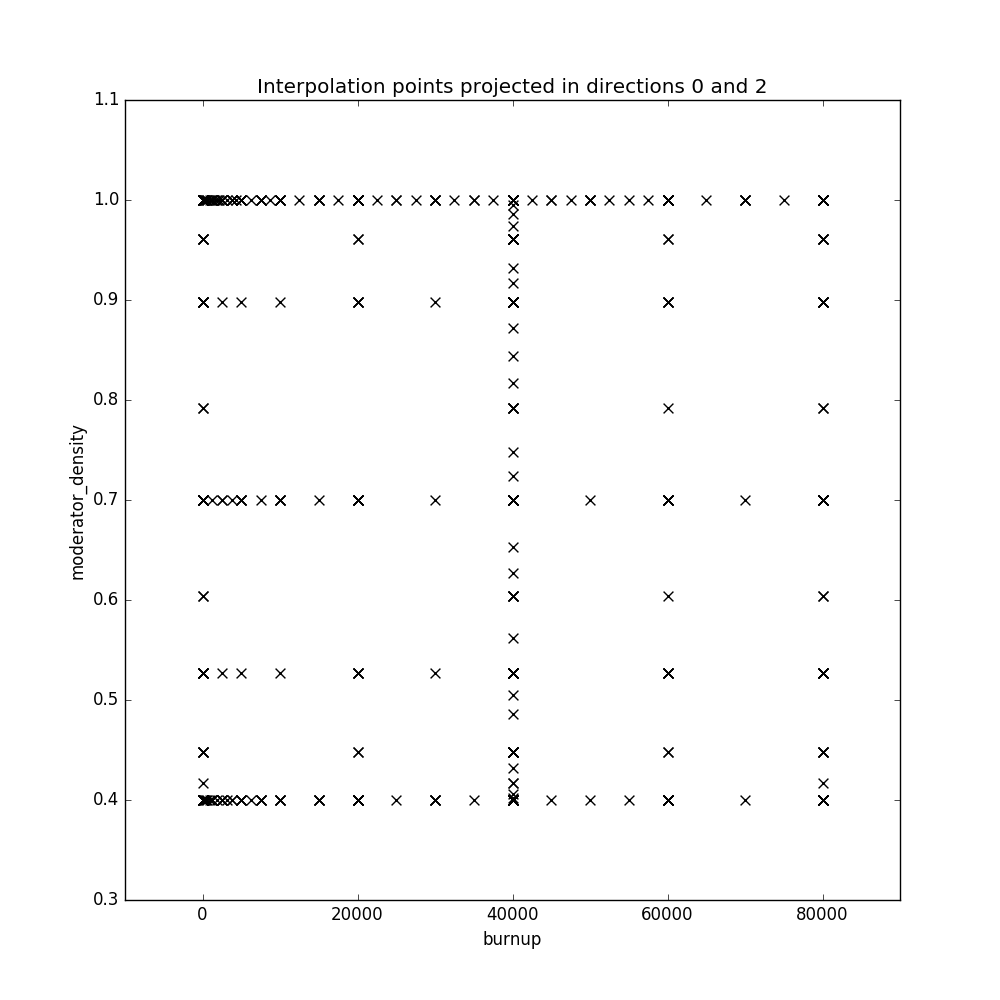 Interpolation points projected in directions 0 and 2
1.1
1.0
0.9
0.8
0.7
0.6
0.5
0.4
0.3
moderator_density
0 20000 40000 60000 80000
burnup